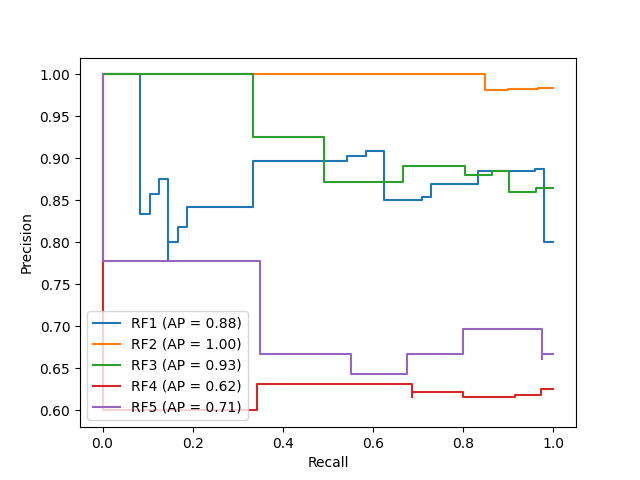 1.00
0.95
0.90
0.85
0.80
0.75
0.70
0.65
0.60
Precision
RF1 (AP = 0.88)
RF2 (AP = 1.00)
RF3 (AP = 0.93)
RF4 (AP = 0.62)
RF5 (AP = 0.71)
0.0 0.2 0.4 0.6 0.8 1.0
Recall